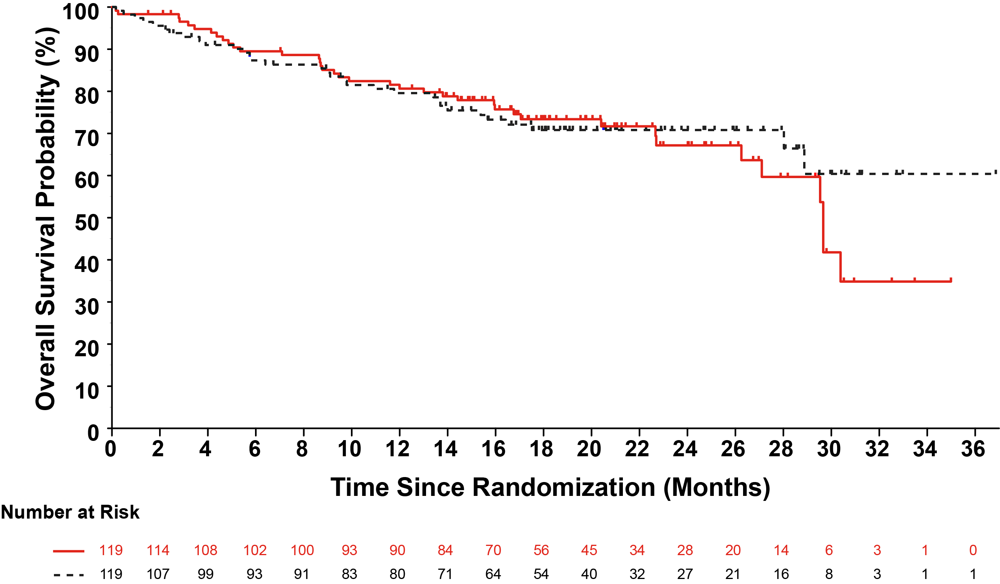 Overall Survival Probability (%)
100
90
80
70
60
50
40
30
20
10
0
0 2 4 6 8 10 12 14 16 18 20 22 24 26 28 30 32 34 36
Time Since Randomization (Months)
Number at Risk
119 114 108 102 100 93 90 84 70 56 45 34 28 20 14 6 3 1 0
119 107 99 93 91 83 80 71 64 54 40 32 27 21 16 8 3 1 1